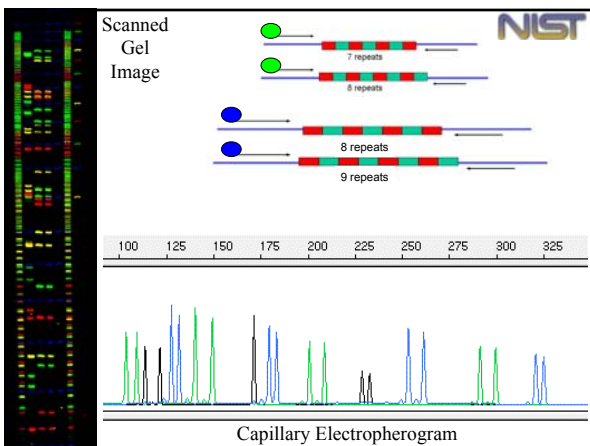 Scanned
Gel
Image
NIST
7 repeats
8 repeats
8 repeats
9 repeats
100 125 150 175 200 225 250 275 300 325
Capillary Electropherogram